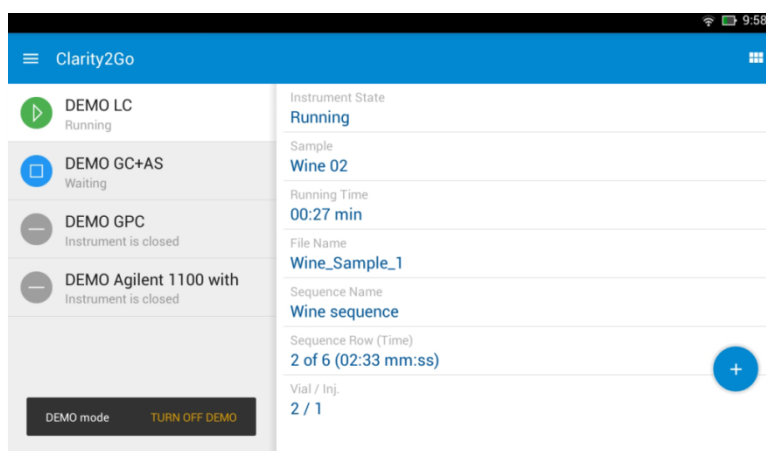 9:58
Clarity2Go
DEMO LC
Running
DEMO GC+AS
Waiting
DEMO GPC
Instrument is closed
DEMO Agilent 1100 with
Instrument is closed
DEMO mode
TURN OFF DEMO
Instrument State
Running
Sample
Wine 02
Running Time
00:27 min
File Name
Wine_Sample_1
Sequence Name
Wine sequence
Sequence Row (Time)
2 of 6 (02:33 mm:ss)
Vial / Inj.
2 / 1